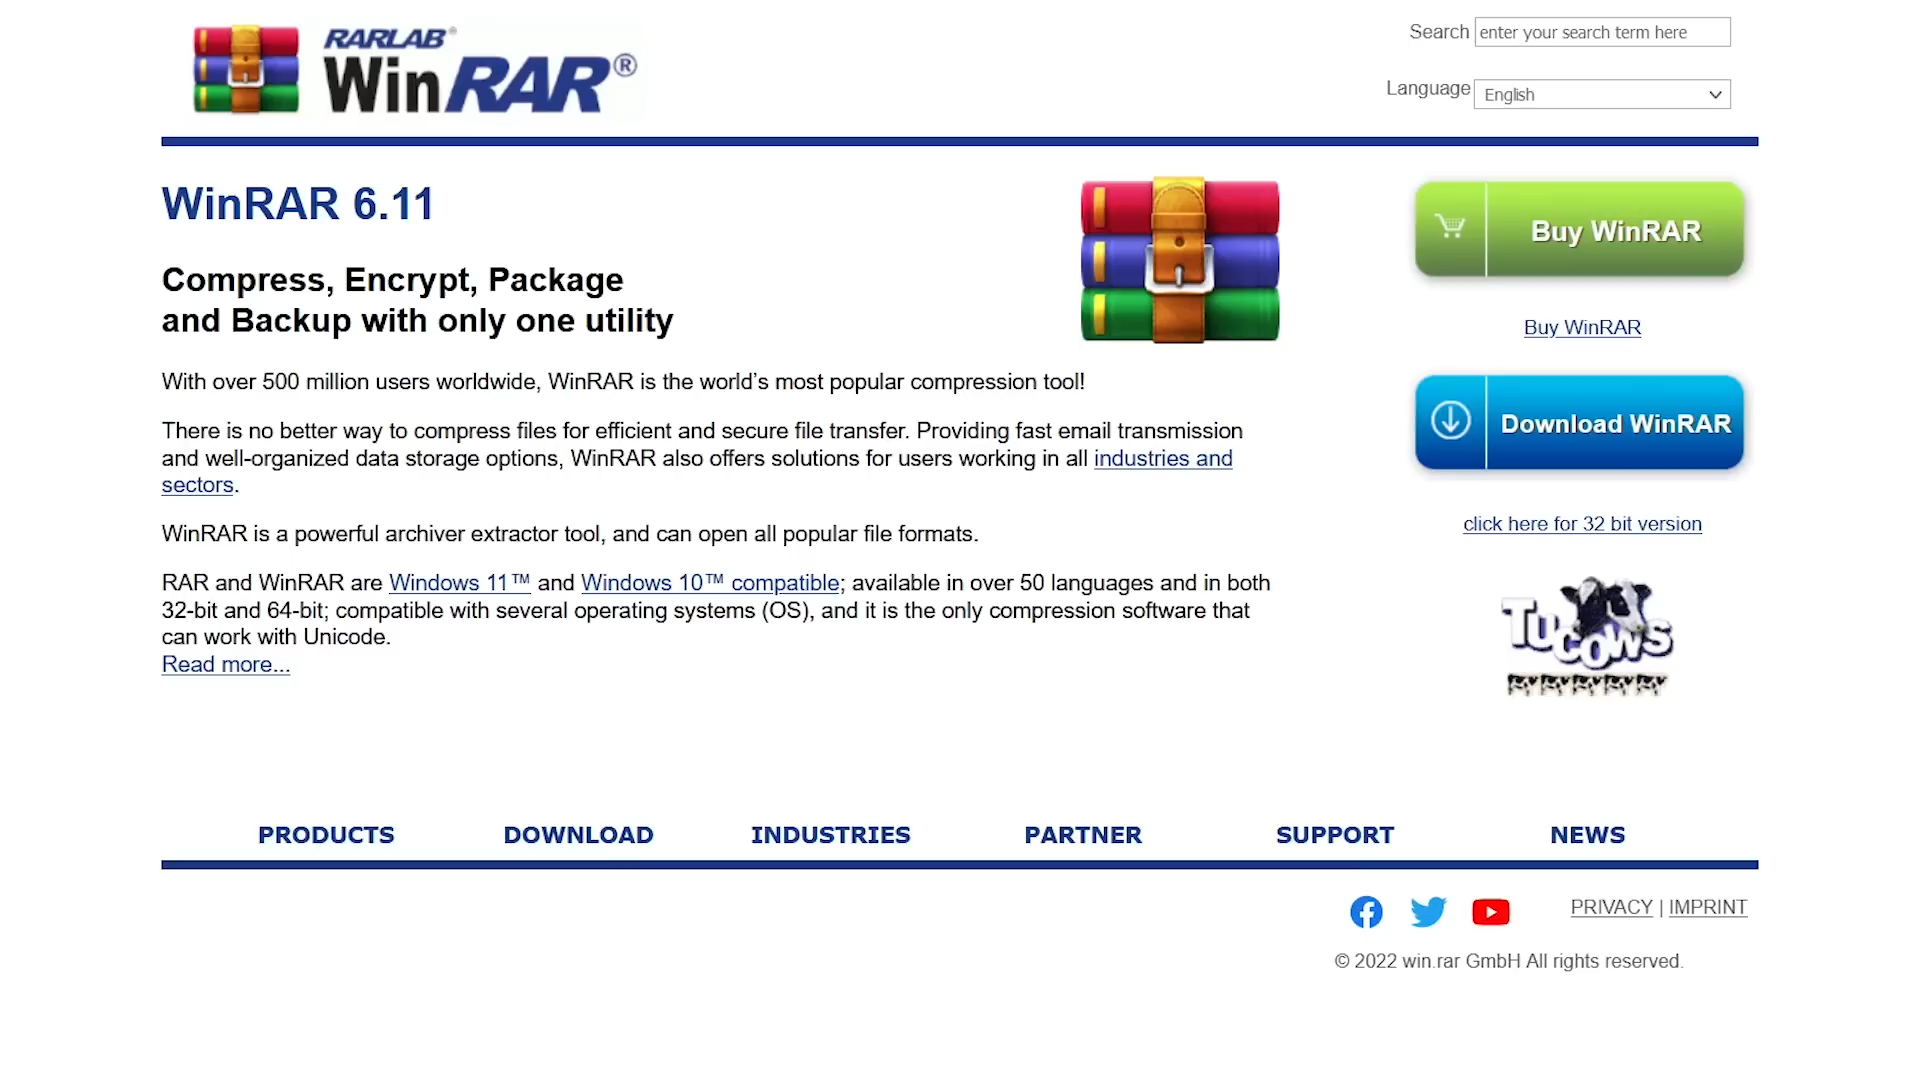 RARLAB®
WinRAR®
Search enter your search term here
Language English
WinRAR 6.11
Compress, Encrypt, Package
and Backup with only one utility
With over 500 million users worldwide, WinRAR is the world’s most popular compression tool!
There is no better way to compress files for efficient and secure file transfer. Providing fast email transmission
and well-organized data storage options, WinRAR also offers solutions for users working in all industries and
sectors.
WinRAR is a powerful archiver extractor tool, and can open all popular file formats.
RAR and WinRAR are Windows 11™ and Windows 10™ compatible; available in over 50 languages and in both
32-bit and 64-bit; compatible with several operating systems (OS), and it is the only compression software that
can work with Unicode.
Read more...
Buy WinRAR
Buy WinRAR
Download WinRAR
click here for 32 bit version
TUCOWS
PRODUCTS DOWNLOAD INDUSTRIES PARTNER SUPPORT NEWS
PRIVACY | IMPRINT
© 2022 win.rar GmbH All rights reserved.